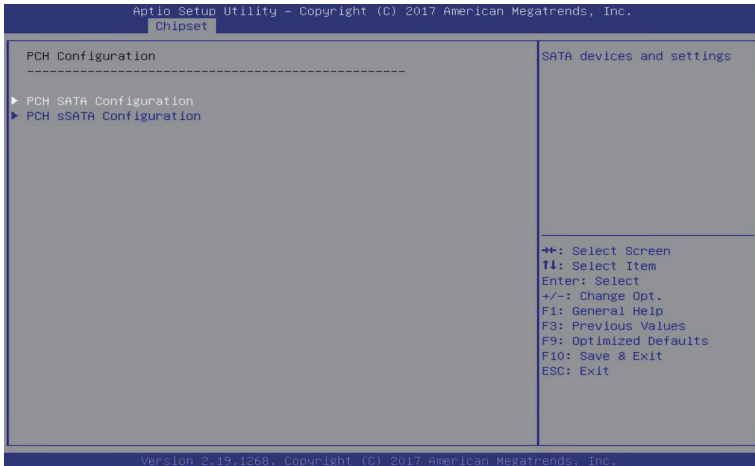 Aptio Setup Utility – Copyright (C) 2017 American Megatrends, Inc.
Chipset
PCH Configuration
--------------------------------------------------
▶ PCH SATA Configuration
▶ PCH sSATA Configuration
SATA devices and settings
→←: Select Screen
↑↓: Select Item
Enter: Select
+/-: Change Opt.
F1: General Help
F3: Previous Values
F9: Optimized Defaults
F10: Save & Exit
ESC: Exit
Version 2.19.1268. Copyright (C) 2017 American Megatrends, Inc.